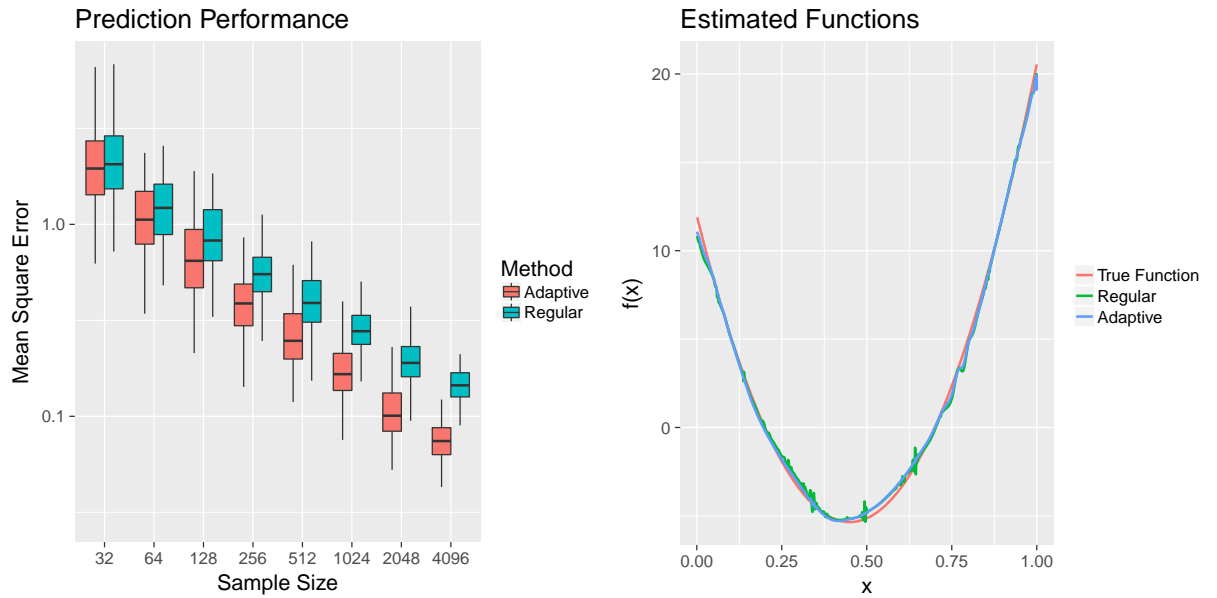 Prediction Performance
Mean Square Error
1.0
0.1
32 64 128 256 512 1024 2048 4096
Sample Size
Method
Adaptive
Regular
Estimated Functions
f(x)
20
10
0
0.00 0.25 0.50 0.75 1.00
x
True Function
Regular
Adaptive